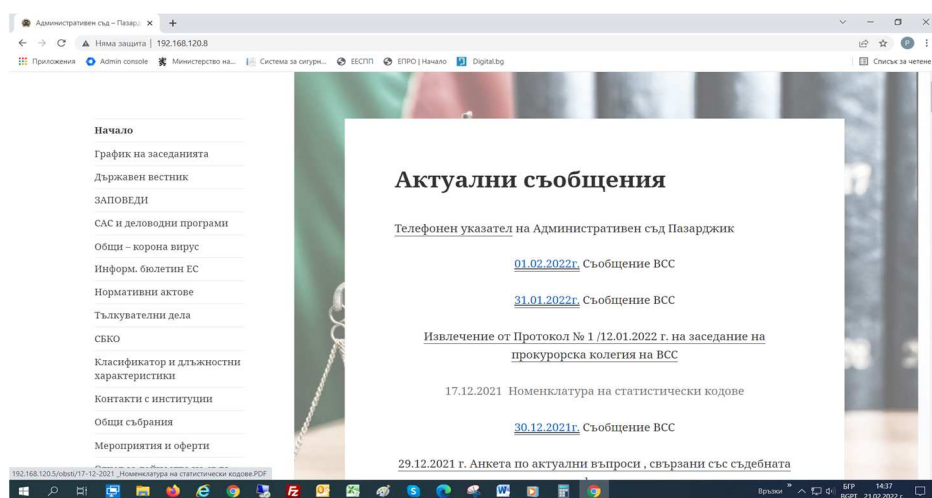 Административен съд – Пазард
Няма защита | 192.168.120.8
Приложения Admin console Министерство на... Система за сигурн... ЕЕСПП ЕПРО | Начало Digital.bg Списък за четене
Начало
График на заседанията
Държавен вестник
ЗАПОВЕДИ
САС и деловодни програми
Общи – корона вирус
Информ. бюлетин ЕС
Нормативни актове
Тълкувателни дела
СБКО
Класификатор и длъжностни
характеристики
Контакти с институции
Общи събрания
Мероприятия и оферти
Актуални съобщения
Телефонен указател на Административен съд Пазарджик
01.02.2022г. Съобщение ВСС
31.01.2022г. Съобщение ВСС
Извлечение от Протокол № 1 /12.01.2022 г. на заседание на
прокурорска колегия на ВСС
17.12.2021 Номенклатура на статистически кодове
30.12.2021г. Съобщение ВСС
29.12.2021 г. Анкета по актуални въпроси , свързани със съдебната
192.168.120.5/obsti/17-12-2021 _Номенклатура на статистически кодове.PDF
Връзки » БГР 14:37
BGPT 21.02.2022 г.